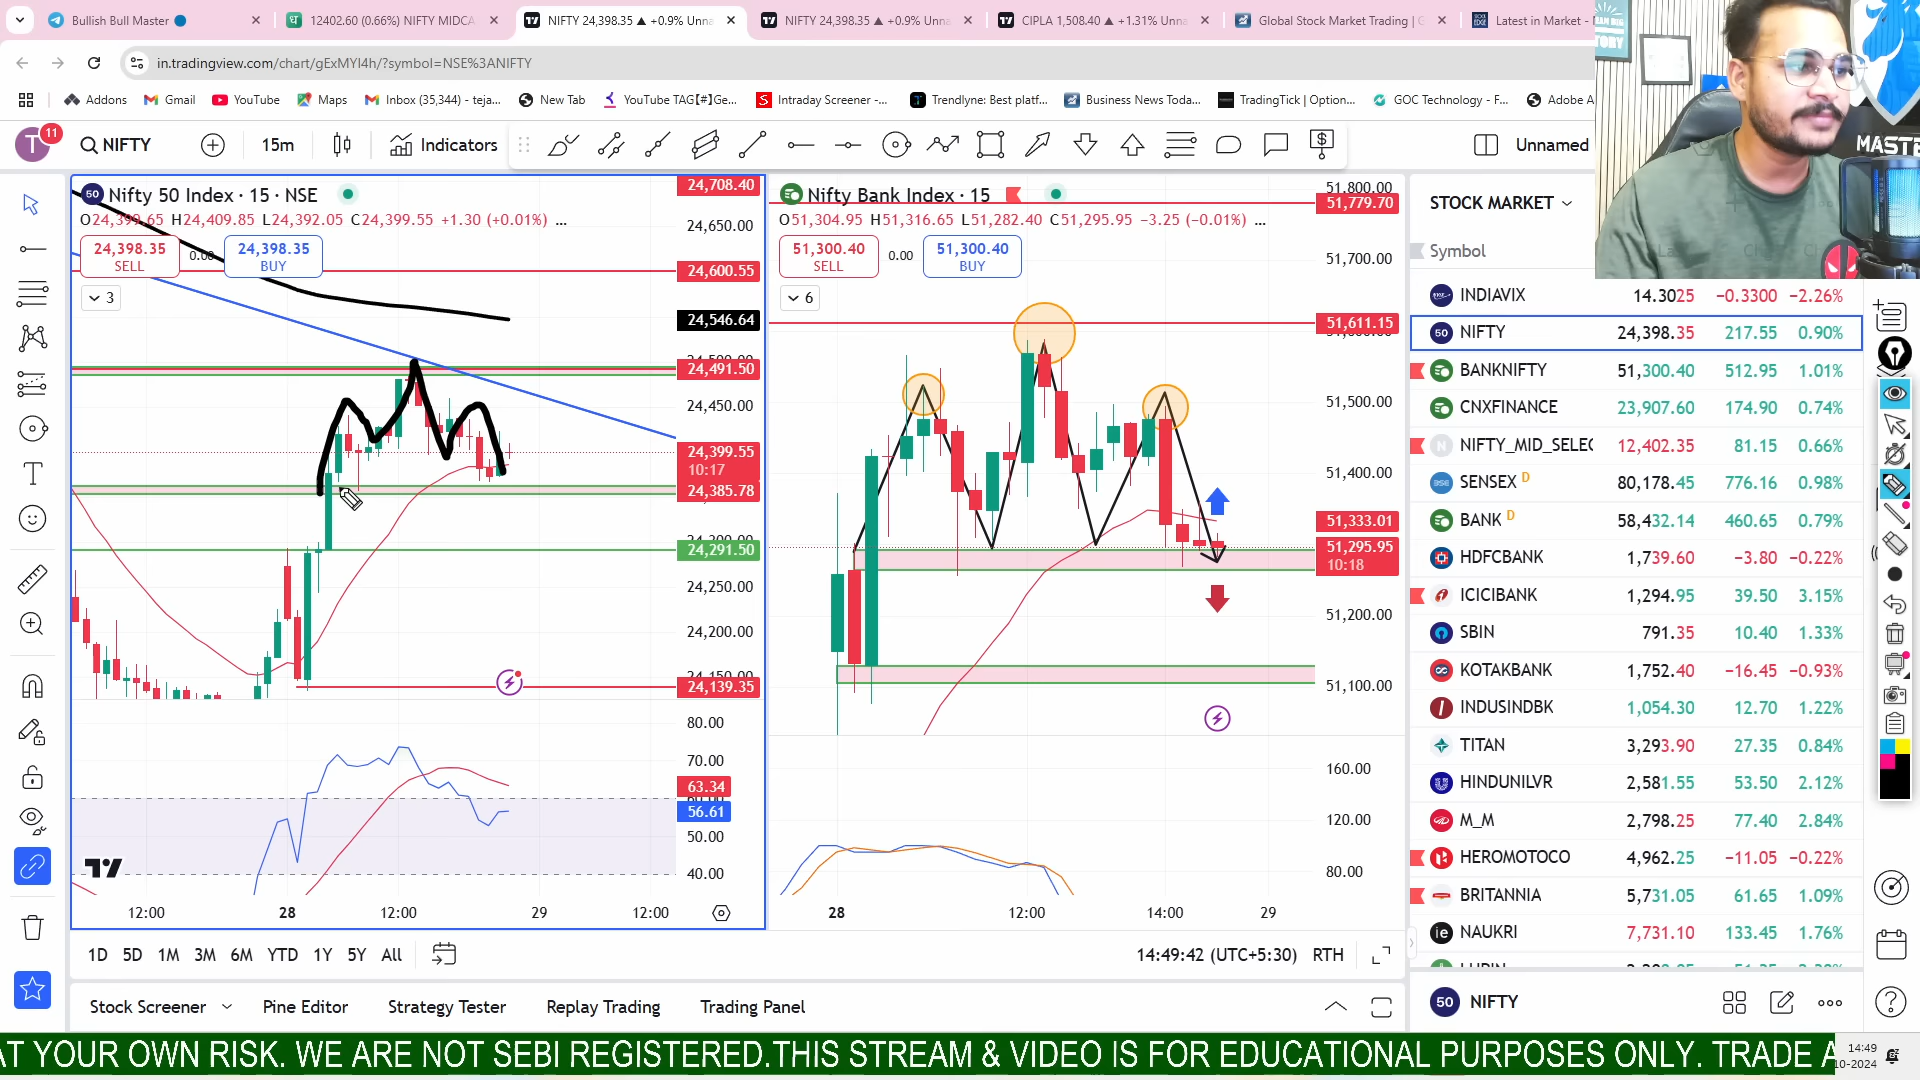 Bullish Bull Master
12402.60 (0.66%) NIFTY MIDCA
NIFTY 24,398.35 ▲ +0.9% Unna
NIFTY 24,398.35 ▲ +0.9% Unna
CIPLA 1,508.40 ▲ +1.31% Unna
Global Stock Market Trading | G
Latest in Market -
in.tradingview.com/chart/gExMYI4h/?symbol=NSE%3ANIFTY
Addons
Gmail
YouTube
Maps
Inbox (35,344) - teja...
New Tab
YouTube TAG【#】Ge...
Intraday Screener -...
Trendlyne: Best platf...
Business News Toda...
TradingTick | Option...
GOC Technology - F...
Adobe A
T
11
NIFTY
15m
Indicators
Unnamed
STORY
MASTE
Nifty 50 Index · 15 · NSE
O24,399.65 H24,409.85 L24,392.05 C24,399.55 +1.30 (+0.01%) ...
24,398.35
SELL
0.00
24,398.35
BUY
3
24,708.40
24,650.00
24,600.55
24,546.64
24,491.50
24,450.00
24,399.55
10:17
24,385.78
24,291.50
24,250.00
24,200.00
24,139.35
80.00
70.00
63.34
56.61
50.00
40.00
12:00
28
12:00
29
12:00
Nifty Bank Index · 15
O51,304.95 H51,316.65 L51,282.40 C51,295.95 −3.25 (−0.01%) ...
51,300.40
SELL
0.00
51,300.40
BUY
6
51,800.00
51,779.70
51,700.00
51,611.15
51,500.00
51,400.00
51,333.01
51,295.95
10:18
51,200.00
51,100.00
160.00
120.00
80.00
28
12:00
14:00
29
STOCK MARKET
Symbol
INDIAVIX 14.3025 −0.3300 −2.26%
NIFTY 24,398.35 217.55 0.90%
BANKNIFTY 51,300.40 512.95 1.01%
CNXFINANCE 23,907.60 174.90 0.74%
NIFTY_MID_SELEC 12,402.35 81.15 0.66%
SENSEX D 80,178.45 776.16 0.98%
BANK D 58,432.14 460.65 0.79%
HDFCBANK 1,739.60 −3.80 −0.22%
ICICIBANK 1,294.95 39.50 3.15%
SBIN 791.35 10.40 1.33%
KOTAKBANK 1,752.40 −16.45 −0.93%
INDUSINDBK 1,054.30 12.70 1.22%
TITAN 3,293.90 27.35 0.84%
HINDUNILVR 2,581.55 53.50 2.12%
M_M 2,798.25 77.40 2.84%
HEROMOTOCO 4,962.25 −11.05 −0.22%
BRITANNIA 5,731.05 61.65 1.09%
NAUKRI 7,731.10 133.45 1.76%
50 NIFTY
1D 5D 1M 3M 6M YTD 1Y 5Y All
14:49:42 (UTC+5:30) RTH
Stock Screener
Pine Editor
Strategy Tester
Replay Trading
Trading Panel
AT YOUR OWN RISK. WE ARE NOT SEBI REGISTERED.THIS STREAM & VIDEO IS FOR EDUCATIONAL PURPOSES ONLY. TRADE A
14:49
10-2024